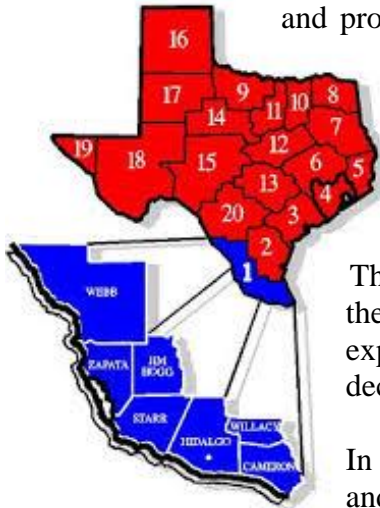 and pro
16
17
9
10
8
11
14
7
12
19
18
15
6
5
13
4
20
3
2
1
WEBB
Th
the
ZAPATA
JIM
HOGG
exp
dec
STARR
WILLACY
HIDALGO
CAMERON
In
and